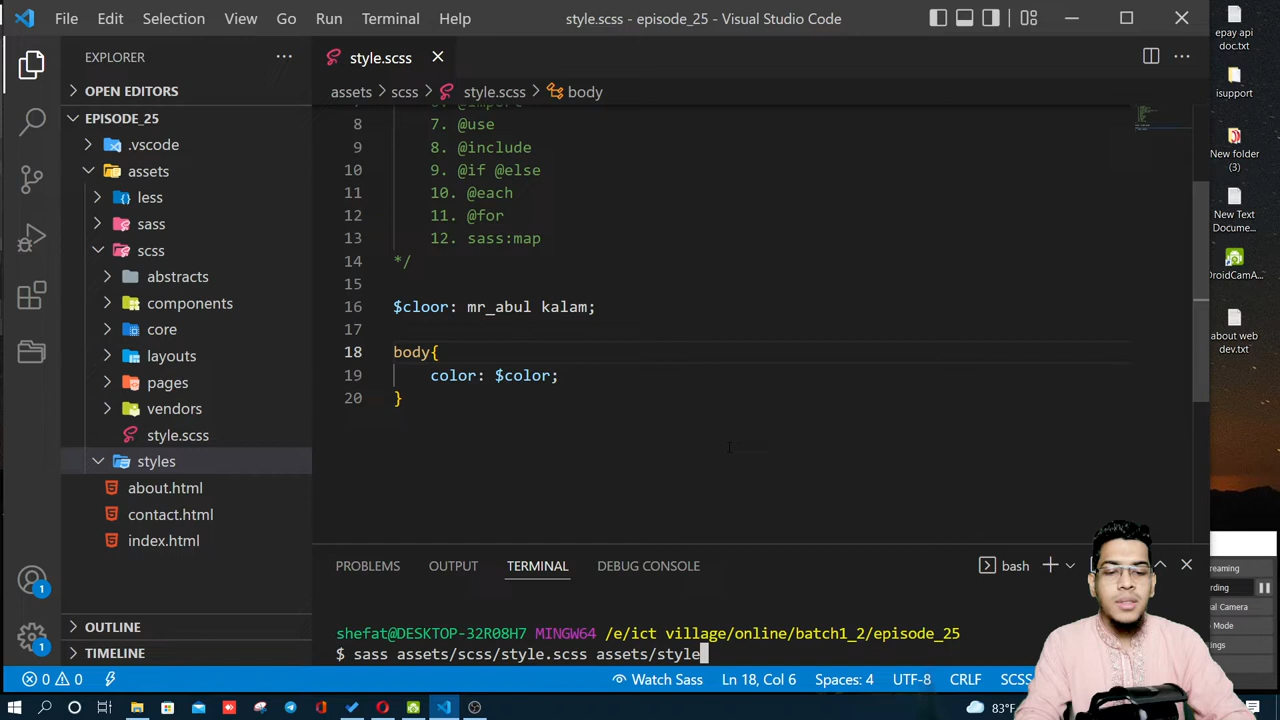 File Edit Selection View Go Run Terminal Help style.scss - episode_25 - Visual Studio Code
EXPLORER
OPEN EDITORS
EPISODE_25
.vscode
assets
less
sass
scss
abstracts
components
core
layouts
pages
vendors
style.scss
styles
about.html
contact.html
index.html
OUTLINE
TIMELINE
1
1
style.scss
assets > scss > style.scss > body
8 7. @use
9 8. @include
10 9. @if @else
11 10. @each
12 11. @for
13 12. sass:map
14 */
15
16 $cloor: mr_abul kalam;
17
18 body{
19 color: $color;
20 }
PROBLEMS OUTPUT TERMINAL DEBUG CONSOLE bash
shefat@DESKTOP-32R08H7 MINGW64 /e/ict village/online/batch1_2/episode_25
$ sass assets/scss/style.scss assets/style
0 0 Watch Sass Ln 18, Col 6 Spaces: 4 UTF-8 CRLF SCSS
83°F
epay api
doc.txt
isupport
New folder
(3)
New Text
Docume...
DroidCamA...
about web
dev.txt